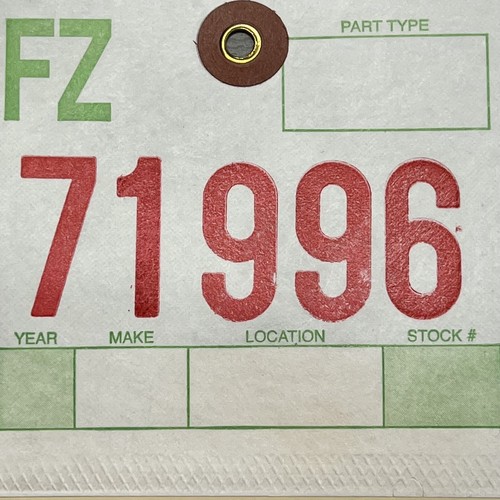 FZ
PART TYPE
71996
YEAR MAKE LOCATION STOCK #